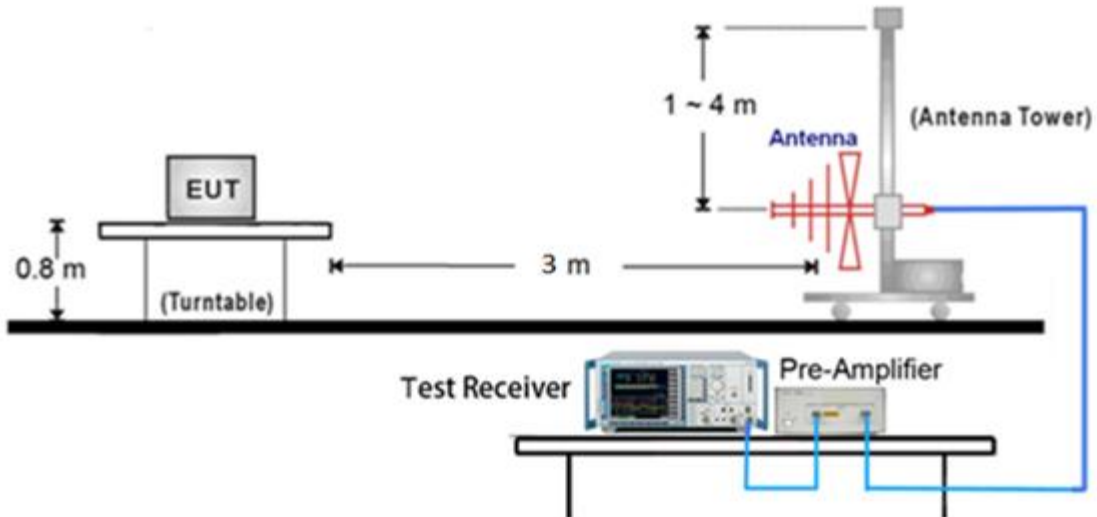 1 ~ 4 m
(Antenna Tower)
Antenna
EUT
0.8 m
3 m
(Turntable)
Test Receiver
Pre-Amplifier